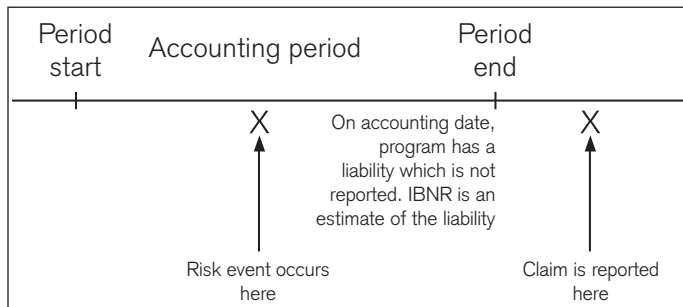 Period
start
Accounting period
Period
end
X
On accounting date,
program has a
liability which is not
reported. IBNR is an
estimate of the liability
X
Risk event occurs
here
Claim is reported
here